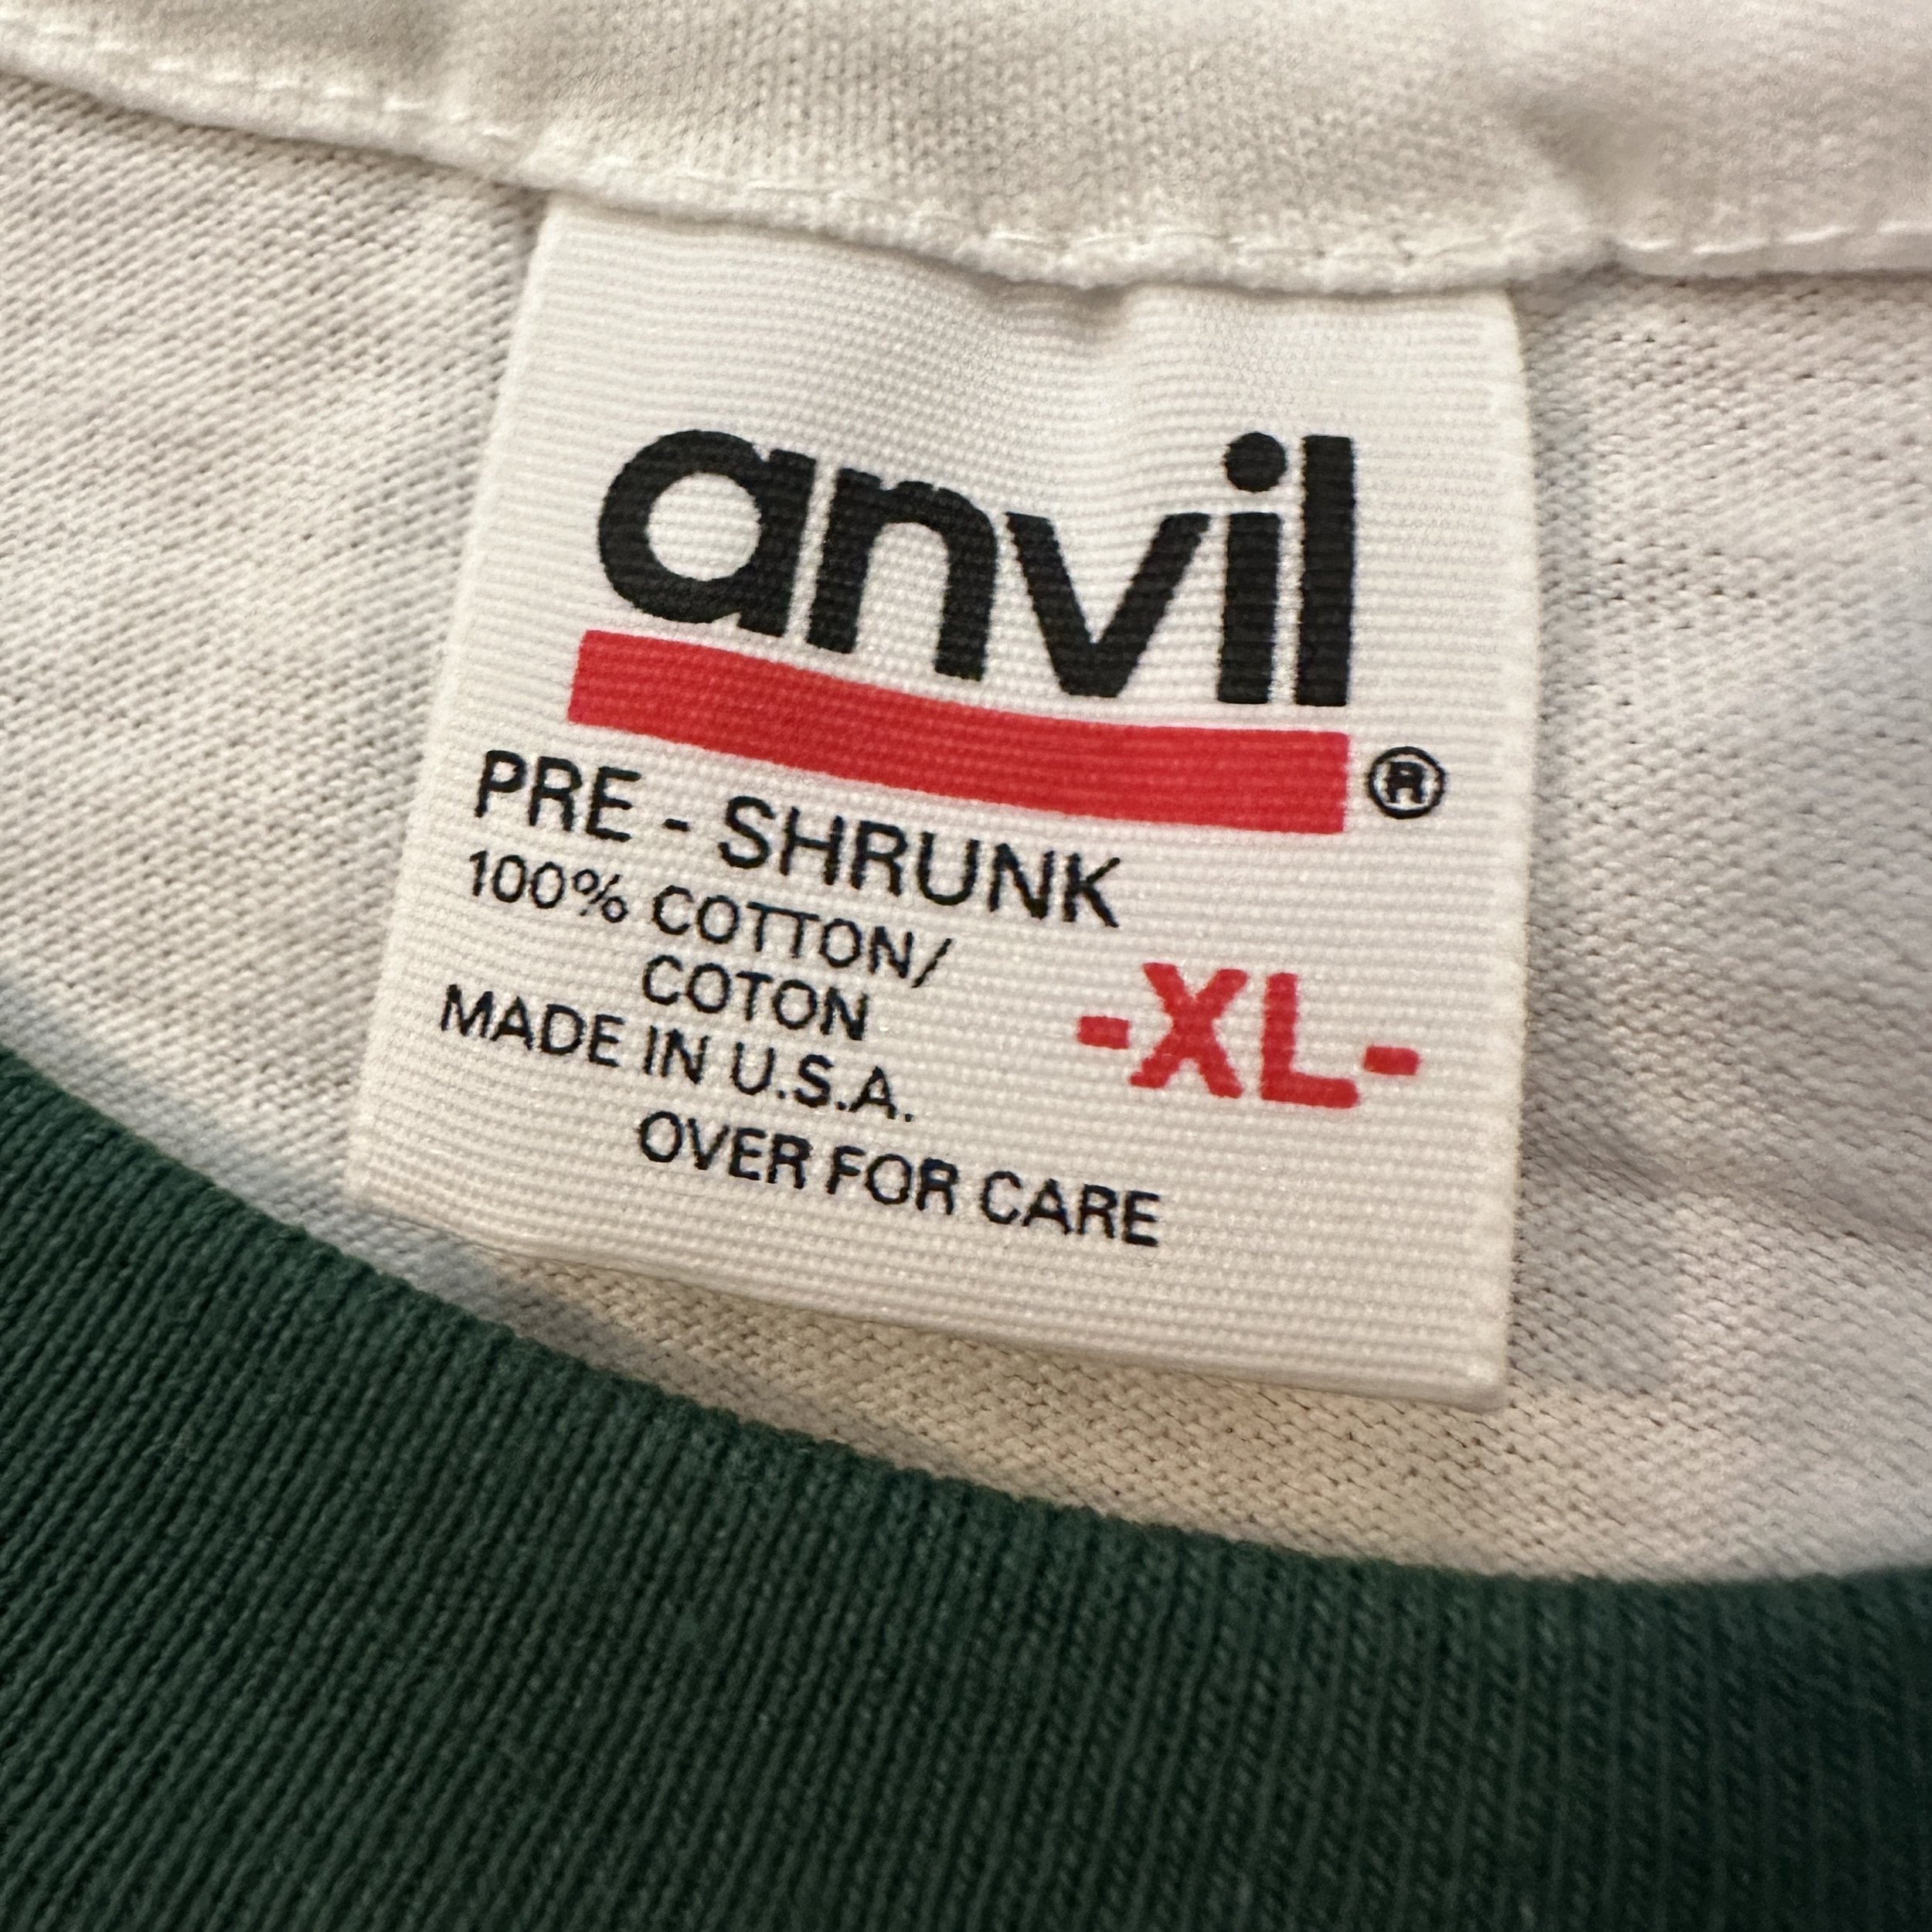 anvil
®
PRE - SHRUNK
100% COTTON/
COTON
-XL-
MADE IN U.S.A.
OVER FOR CARE